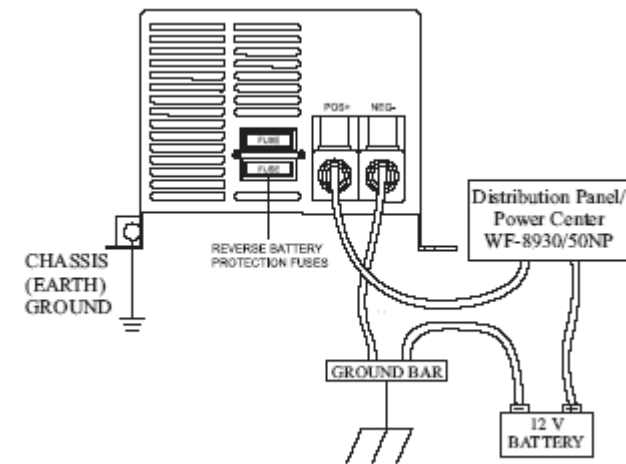 POS+ NEG-
FUSE
FUSE
Distribution Panel/
Power Center
WF-8930/50NP
REVERSE BATTERY
PROTECTION FUSES
CHASSIS
(EARTH)
GROUND
GROUND BAR
12 V
BATTERY